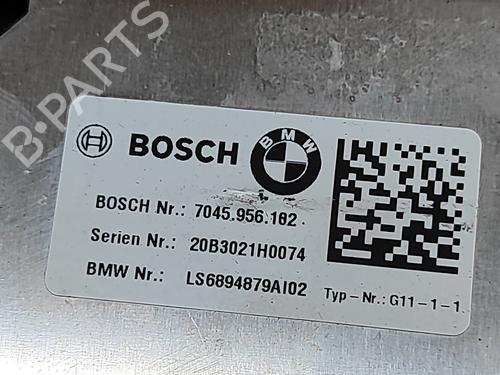 B-PARTS
BOSCH BMW
BOSCH Nr.: 7045.956.162
Serien Nr.: 20B3021H0074
BMW Nr.: LS6894879AI02
Typ-Nr.: G11-1-1